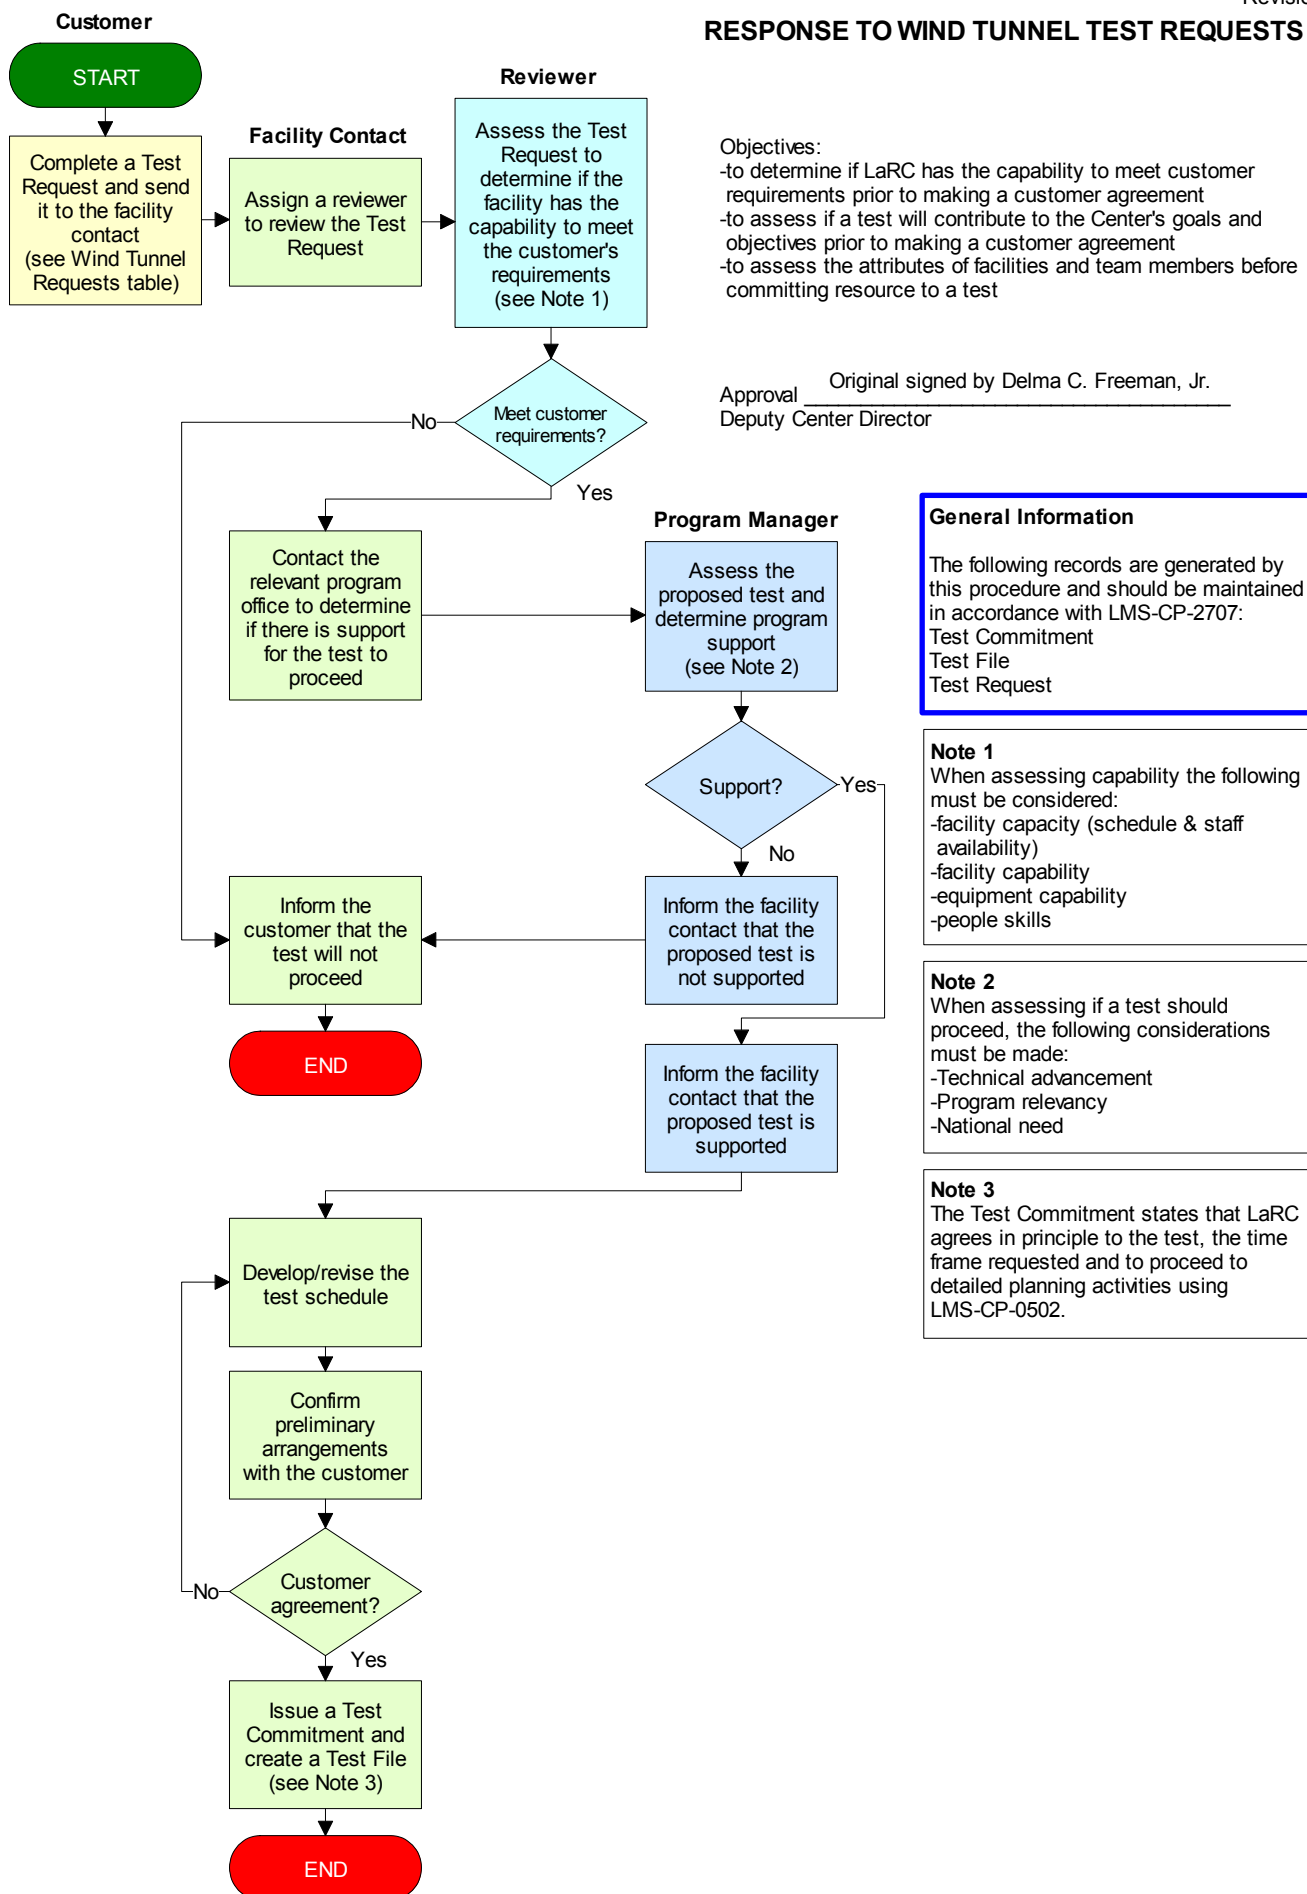 Revisio
RESPONSE TO WIND TUNNEL TEST REQUESTS
Customer
START
Complete a Test
Request and send
it to the facility
contact
(see Wind Tunnel
Requests table)
Facility Contact
Assign a reviewer
to review the Test
Request
Reviewer
Assess the Test
Request to
determine if the
facility has the
capability to meet
the customer's
requirements
(see Note 1)
Objectives:
-to determine if LaRC has the capability to meet customer
requirements prior to making a customer agreement
-to assess if a test will contribute to the Center's goals and
objectives prior to making a customer agreement
-to assess the attributes of facilities and team members before
committing resource to a test
Original signed by Delma C. Freeman, Jr.
Approval
Deputy Center Director
Meet customer
requirements?
No
Yes
Contact the
relevant program
office to determine
if there is support
for the test to
proceed
Program Manager
Assess the
proposed test and
determine program
support
(see Note 2)
Support?
Yes
No
Inform the
customer that the
test will not
proceed
Inform the facility
contact that the
proposed test is
not supported
END
Inform the facility
contact that the
proposed test is
supported
Develop/revise the
test schedule
Confirm
preliminary
arrangements
with the customer
Customer
agreement?
No
Yes
Issue a Test
Commitment and
create a Test File
(see Note 3)
END
General Information
The following records are generated by
this procedure and should be maintained
in accordance with LMS-CP-2707:
Test Commitment
Test File
Test Request
Note 1
When assessing capability the following
must be considered:
-facility capacity (schedule & staff
availability)
-facility capability
-equipment capability
-people skills
Note 2
When assessing if a test should
proceed, the following considerations
must be made:
-Technical advancement
-Program relevancy
-National need
Note 3
The Test Commitment states that LaRC
agrees in principle to the test, the time
frame requested and to proceed to
detailed planning activities using
LMS-CP-0502.